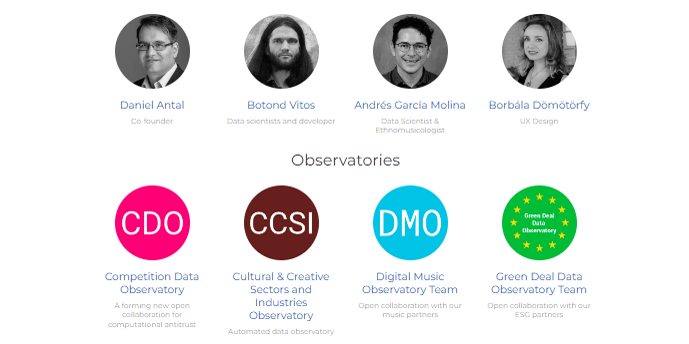 Daniel Antal
Botond Vitos
Andrés García Molina
Borbála Dömötörfy
Co-founder
Data scientists and developer
Data Scientist &
Ethnomusicologist
UX Design
Observatories
CDO
CCSI
DMO
Green Deal
Data
Observatory
Competition Data
Observatory
A forming new open
collaboration for
computational antitrust
Cultural & Creative
Sectors and
Industries
Observatory
Automated data observatory
Digital Music
Observatory Team
Open collaboration with our
music partners
Green Deal Data
Observatory Team
Open collaboration with our
ESG partners